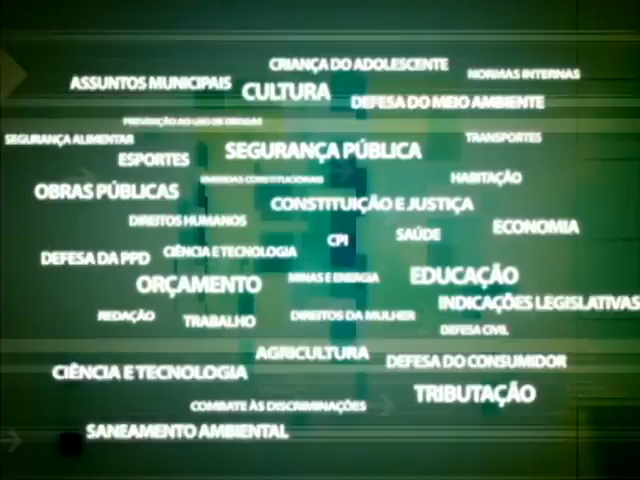 CRIANÇA DO ADOLESCENTE
NORMAS INTERNAS
ASSUNTOS MUNICIPAIS
CULTURA
DEFESA DO MEIO AMBIENTE
PREVENÇÃO AO USO DE DROGAS
SEGURANÇA ALIMENTAR
TRANSPORTES
SEGURANÇA PÚBLICA
ESPORTES
EMENDAS CONSTITUCIONAIS
HABITAÇÃO
OBRAS PÚBLICAS
CONSTITUIÇÃO E JUSTIÇA
DIREITOS HUMANOS
ECONOMIA
SAÚDE
CPI
CIÊNCIA E TECNOLOGIA
DEFESA DA PPD
EDUCAÇÃO
MINAS E ENERGIA
ORÇAMENTO
INDICAÇÕES LEGISLATIVAS
REDAÇÃO
DIREITOS DA MULHER
TRABALHO
DEFESA CIVIL
AGRICULTURA
DEFESA DO CONSUMIDOR
CIÊNCIA E TECNOLOGIA
TRIBUTAÇÃO
COMBATE ÀS DISCRIMINAÇÕES
SANEAMENTO AMBIENTAL